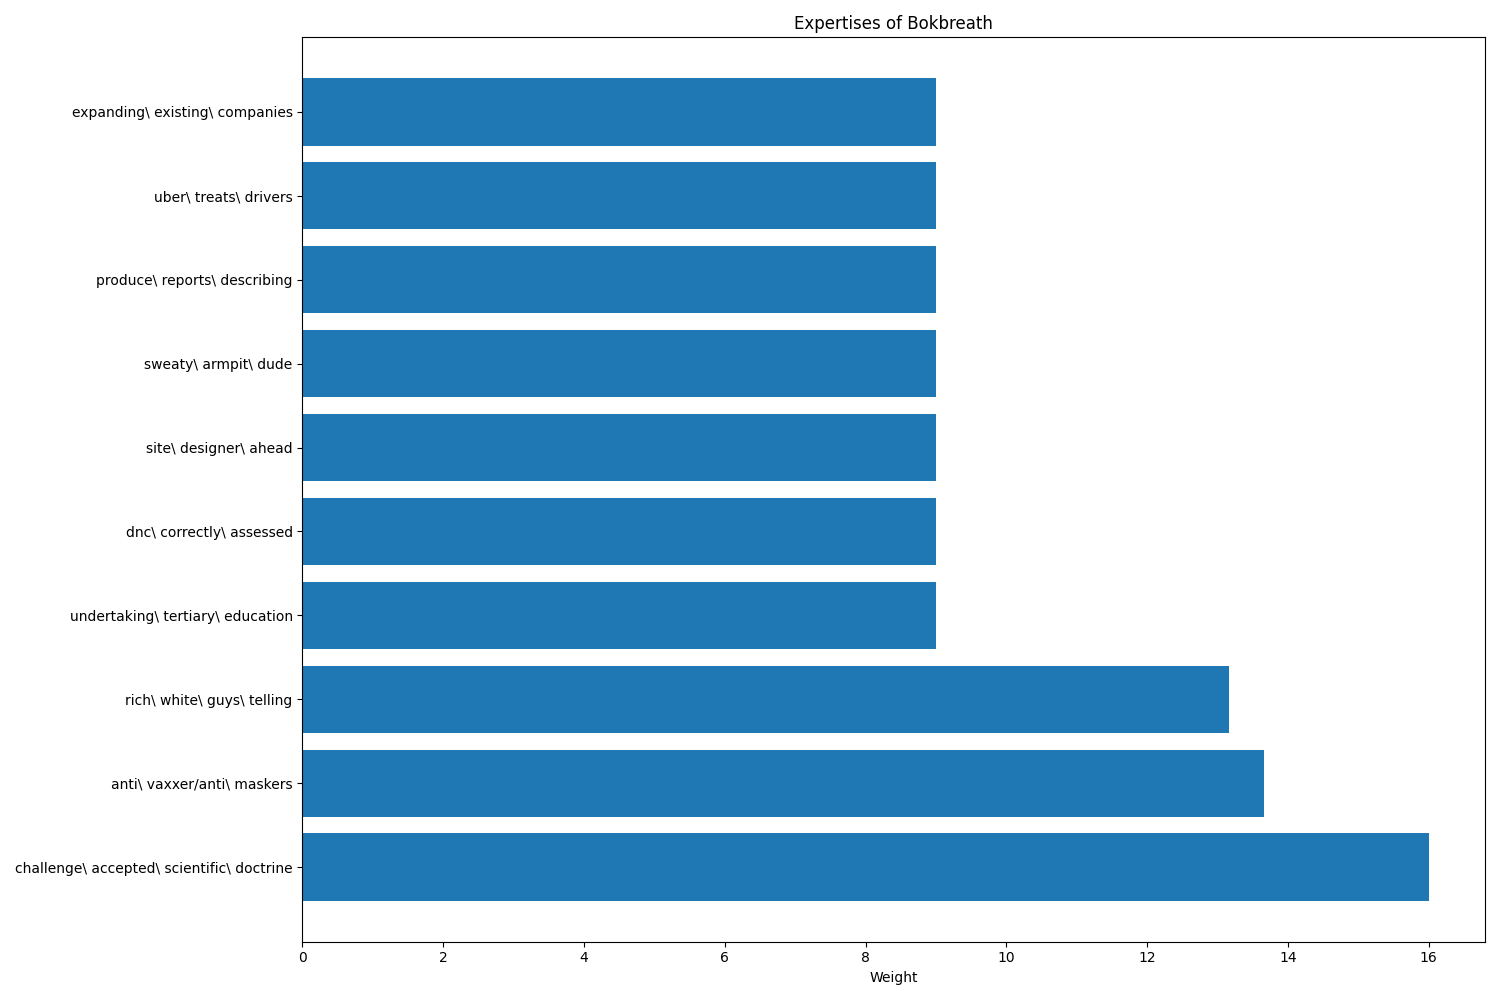 Expertises of Bokbreath
expanding\ existing\ companies
uber\ treats\ drivers
produce\ reports\ describing
sweaty\ armpit\ dude
site\ designer\ ahead
dnc\ correctly\ assessed
undertaking\ tertiary\ education
rich\ white\ guys\ telling
anti\ vaxxer/anti\ maskers
challenge\ accepted\ scientific\ doctrine
0 2 4 6 8 10 12 14 16
Weight